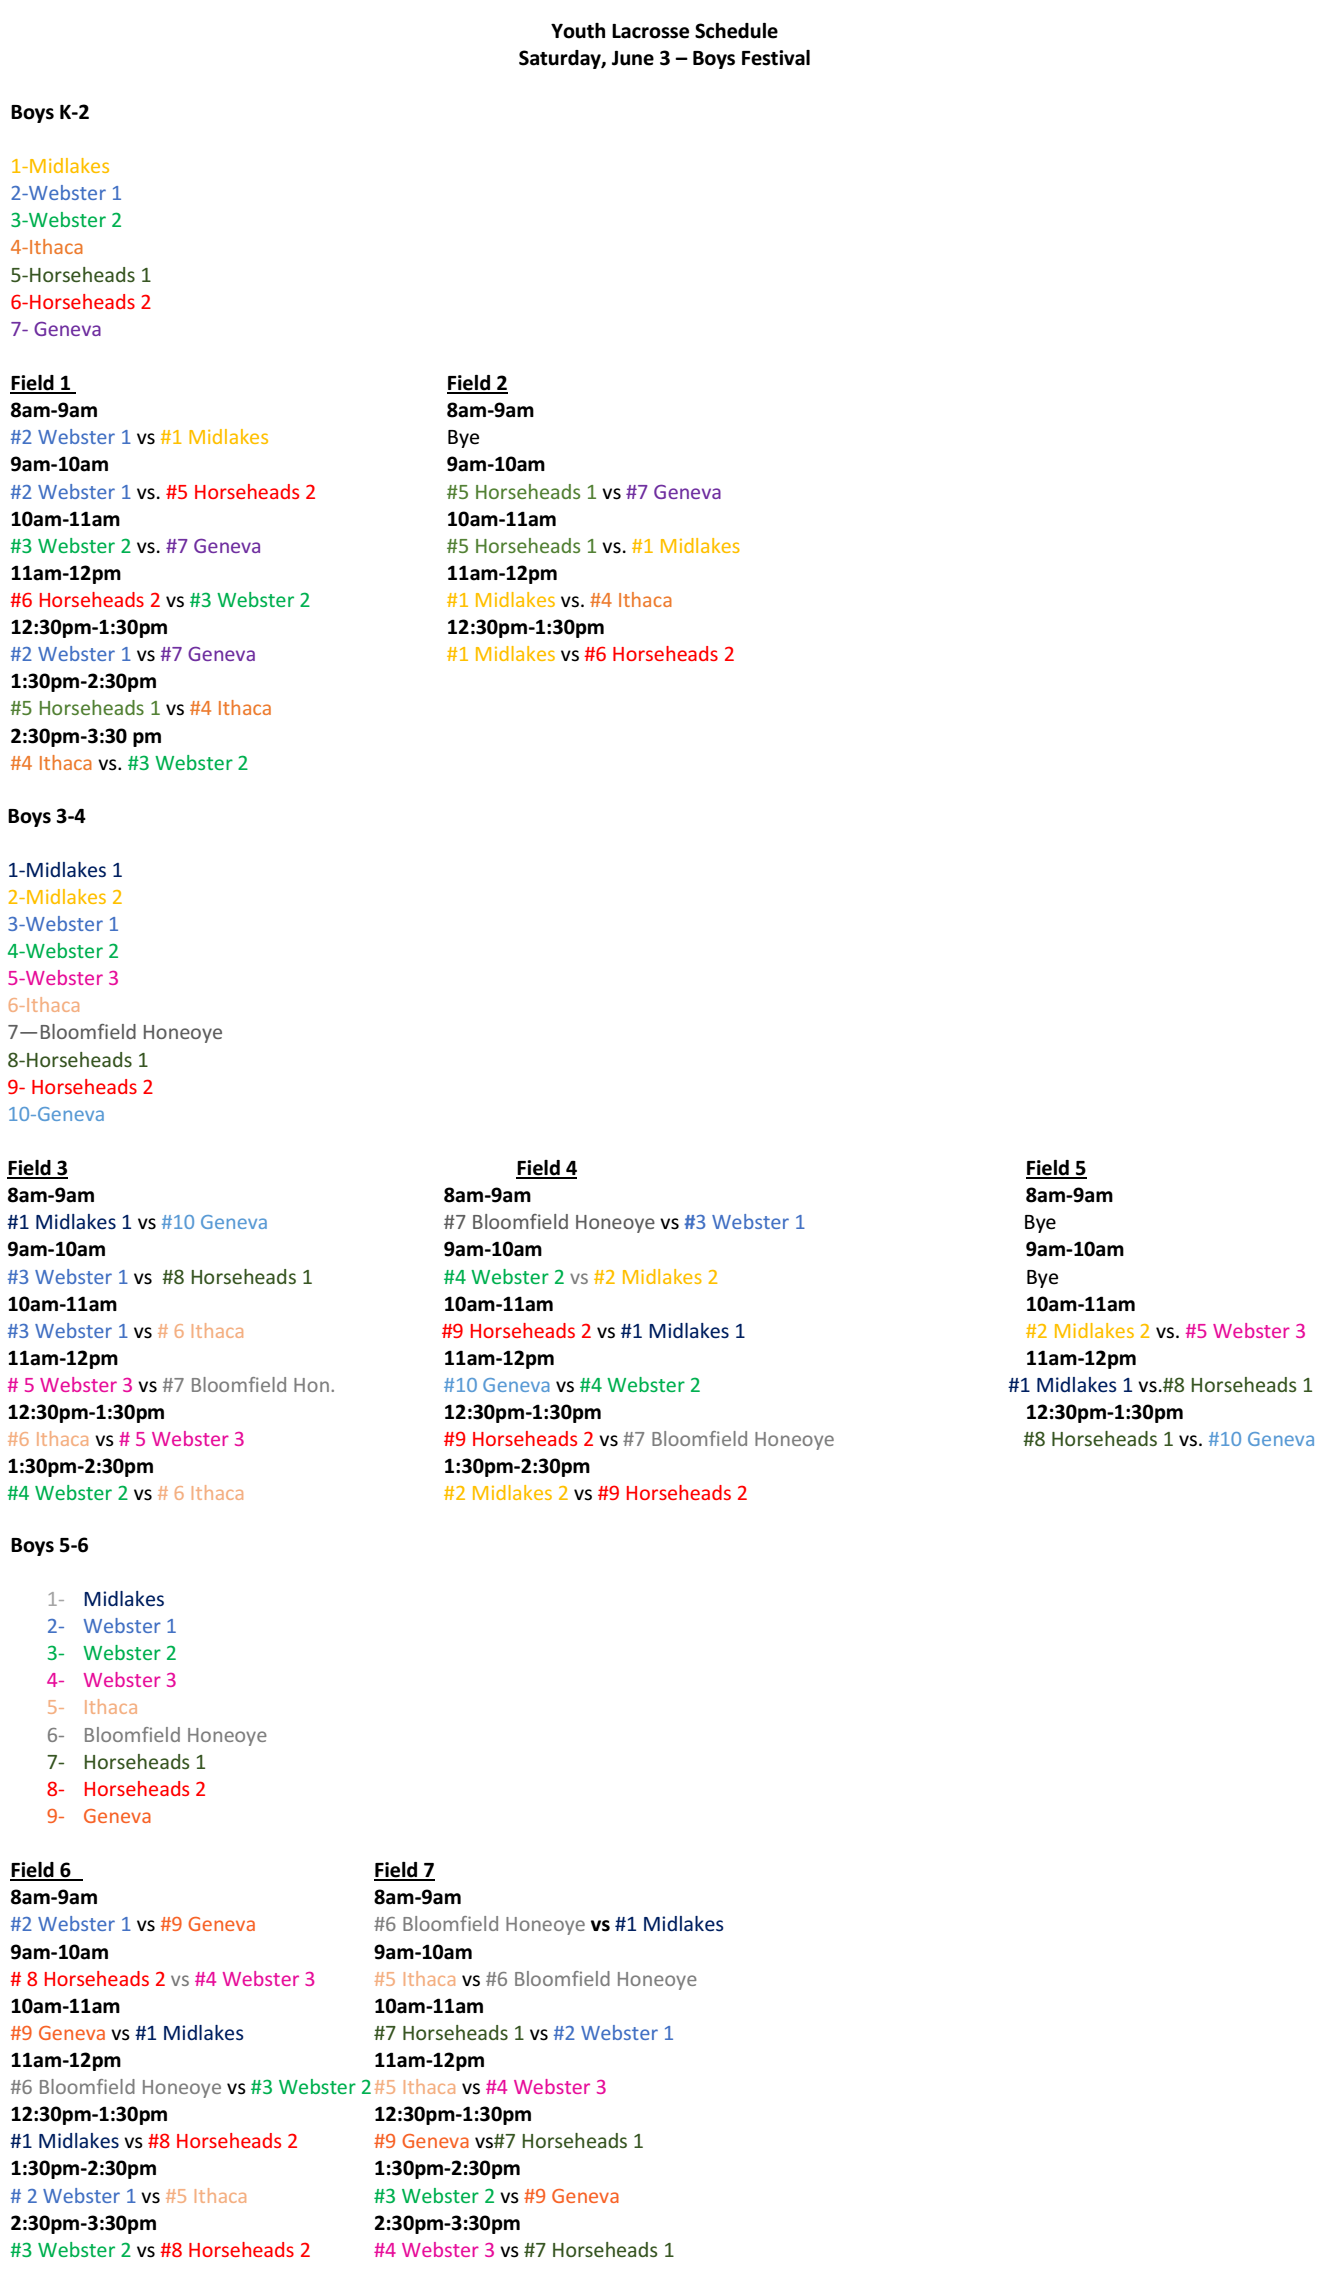 Youth Lacrosse Schedule
Saturday, June 3 – Boys Festival
Boys K-2
1-Midlakes
2-Webster 1
3-Webster 2
4-Ithaca
5-Horseheads 1
6-Horseheads 2
7- Geneva
Field 1 Field 2
8am-9am 8am-9am
#2 Webster 1 vs #1 Midlakes Bye
9am-10am 9am-10am
#2 Webster 1 vs. #5 Horseheads 2 #5 Horseheads 1 vs #7 Geneva
10am-11am 10am-11am
#3 Webster 2 vs. #7 Geneva #5 Horseheads 1 vs. #1 Midlakes
11am-12pm 11am-12pm
#6 Horseheads 2 vs #3 Webster 2 #1 Midlakes vs. #4 Ithaca
12:30pm-1:30pm 12:30pm-1:30pm
#2 Webster 1 vs #7 Geneva #1 Midlakes vs #6 Horseheads 2
1:30pm-2:30pm
#5 Horseheads 1 vs #4 Ithaca
2:30pm-3:30 pm
#4 Ithaca vs. #3 Webster 2
Boys 3-4
1-Midlakes 1
2-Midlakes 2
3-Webster 1
4-Webster 2
5-Webster 3
6-Ithaca
7—Bloomfield Honeoye
8-Horseheads 1
9- Horseheads 2
10-Geneva
Field 3 Field 4 Field 5
8am-9am 8am-9am 8am-9am
#1 Midlakes 1 vs #10 Geneva #7 Bloomfield Honeoye vs #3 Webster 1 Bye
9am-10am 9am-10am 9am-10am
#3 Webster 1 vs #8 Horseheads 1 #4 Webster 2 vs #2 Midlakes 2 Bye
10am-11am 10am-11am 10am-11am
#3 Webster 1 vs # 6 Ithaca #9 Horseheads 2 vs #1 Midlakes 1 #2 Midlakes 2 vs. #5 Webster 3
11am-12pm 11am-12pm 11am-12pm
# 5 Webster 3 vs #7 Bloomfield Hon. #10 Geneva vs #4 Webster 2 #1 Midlakes 1 vs.#8 Horseheads 1
12:30pm-1:30pm 12:30pm-1:30pm 12:30pm-1:30pm
#6 Ithaca vs # 5 Webster 3 #9 Horseheads 2 vs #7 Bloomfield Honeoye #8 Horseheads 1 vs. #10 Geneva
1:30pm-2:30pm 1:30pm-2:30pm
#4 Webster 2 vs # 6 Ithaca #2 Midlakes 2 vs #9 Horseheads 2
Boys 5-6
1- Midlakes
2- Webster 1
3- Webster 2
4- Webster 3
5- Ithaca
6- Bloomfield Honeoye
7- Horseheads 1
8- Horseheads 2
9- Geneva
Field 6 Field 7
8am-9am 8am-9am
#2 Webster 1 vs #9 Geneva #6 Bloomfield Honeoye vs #1 Midlakes
9am-10am 9am-10am
# 8 Horseheads 2 vs #4 Webster 3 #5 Ithaca vs #6 Bloomfield Honeoye
10am-11am 10am-11am
#9 Geneva vs #1 Midlakes #7 Horseheads 1 vs #2 Webster 1
11am-12pm 11am-12pm
#6 Bloomfield Honeoye vs #3 Webster 2 #5 Ithaca vs #4 Webster 3
12:30pm-1:30pm 12:30pm-1:30pm
#1 Midlakes vs #8 Horseheads 2 #9 Geneva vs#7 Horseheads 1
1:30pm-2:30pm 1:30pm-2:30pm
# 2 Webster 1 vs #5 Ithaca #3 Webster 2 vs #9 Geneva
2:30pm-3:30pm 2:30pm-3:30pm
#3 Webster 2 vs #8 Horseheads 2 #4 Webster 3 vs #7 Horseheads 1